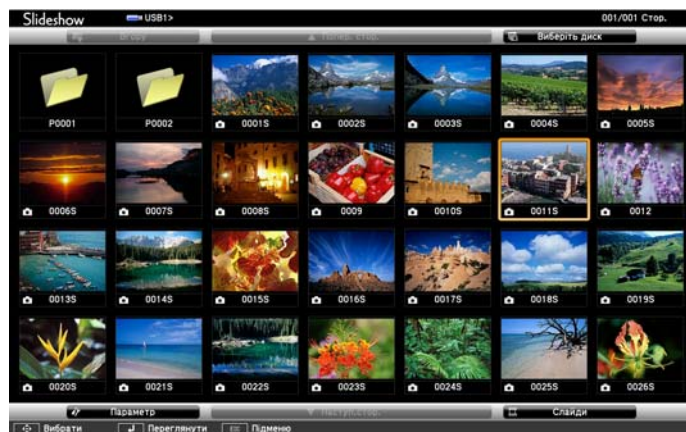 Slideshow USB1> 001/001 Стор.
Вгору ▲ Попер. стор. Виберіть диск
P0001 P0002 0001S 0002S 0003S 0004S 0005S
0006S 0007S 0008S 0009 0010S 0011S 0012
0013S 0014S 0015S 0016S 0017S 0018S 0019S
0020S 0021S 0022S 0023S 0024S 0025S 0026S
Параметр ▼ Наступ.стор. Слайди
Вибрати Переглянути Esc Підменю